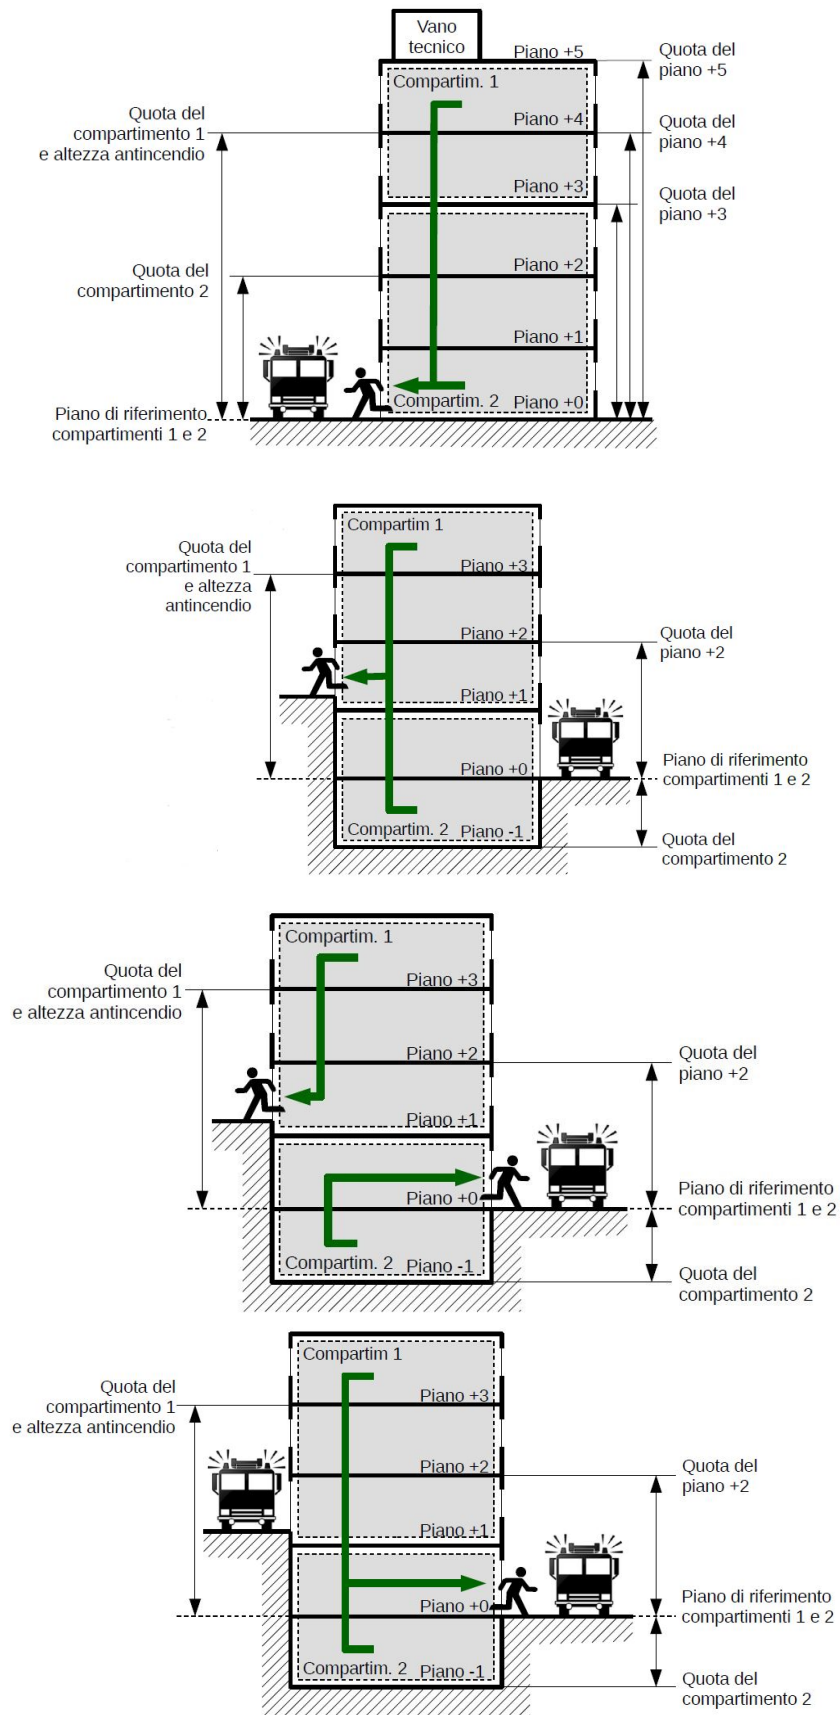 Vano
tecnico
Piano +5
Quota del
piano +5
Compartim. 1
Quota del
compartimento 1
e altezza antincendio
Piano +4
Quota del
piano +4
Piano +3
Quota del
piano +3
Quota del
compartimento 2
Piano +2
Piano +1
Compartim. 2
Piano +0
Piano di riferimento
compartimenti 1 e 2
Compartim 1
Quota del
compartimento 1
e altezza
antincendio
Piano +3
Piano +2
Quota del
piano +2
Piano +1
Piano +0
Piano di riferimento
compartimenti 1 e 2
Compartim. 2
Piano -1
Quota del
compartimento 2
Compartim. 1
Quota del
compartimento 1
e altezza antincendio
Piano +3
Piano +2
Quota del
piano +2
Piano +1
Piano +0
Piano di riferimento
compartimenti 1 e 2
Compartim. 2
Piano -1
Quota del
compartimento 2
Compartim 1
Quota del
compartimento 1
e altezza antincendio
Piano +3
Piano +2
Quota del
piano +2
Piano +1
Piano +0
Piano di riferimento
compartimenti 1 e 2
Compartim. 2
Piano -1
Quota del
compartimento 2